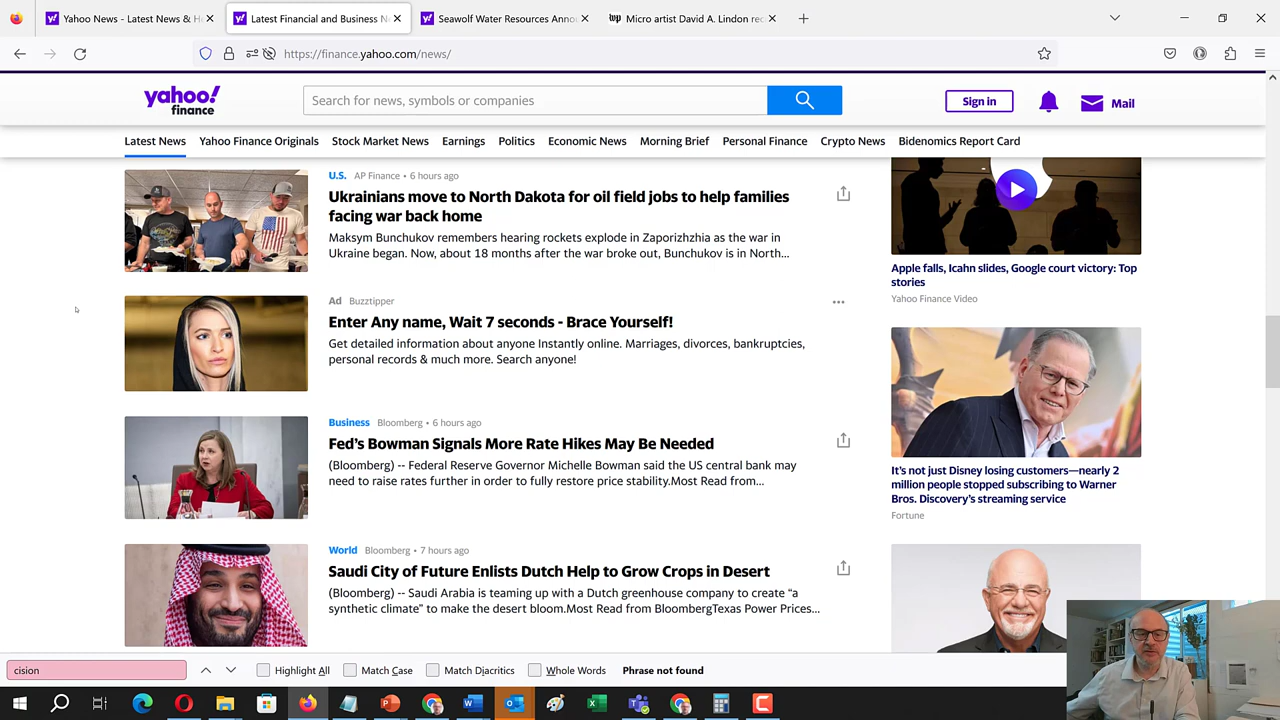 Yahoo News - Latest News & H
Latest Financial and Business N
Seawolf Water Resources Anno
Micro artist David A. Lindon re
https://finance.yahoo.com/news/
yahoo!
finance
Search for news, symbols or companies
Sign in
Mail
Latest News
Yahoo Finance Originals
Stock Market News
Earnings
Politics
Economic News
Morning Brief
Personal Finance
Crypto News
Bidenomics Report Card
U.S. AP Finance • 6 hours ago
Ukrainians move to North Dakota for oil field jobs to help families
facing war back home
Maksym Bunchukov remembers hearing rockets explode in Zaporizhzhia as the war in
Ukraine began. Now, about 18 months after the war broke out, Bunchukov is in North...
Ad Buzztipper
Enter Any name, Wait 7 seconds - Brace Yourself!
Get detailed information about anyone Instantly online. Marriages, divorces, bankruptcies,
personal records & much more. Search anyone!
Business Bloomberg • 6 hours ago
Fed's Bowman Signals More Rate Hikes May Be Needed
(Bloomberg) -- Federal Reserve Governor Michelle Bowman said the US central bank may
need to raise rates further in order to fully restore price stability.Most Read from...
World Bloomberg • 7 hours ago
Saudi City of Future Enlists Dutch Help to Grow Crops in Desert
(Bloomberg) -- Saudi Arabia is teaming up with a Dutch greenhouse company to create “a
synthetic climate” to make the desert bloom.Most Read from BloombergTexas Power Prices...
Apple falls, Icahn slides, Google court victory: Top
stories
Yahoo Finance Video
It's not just Disney losing customers—nearly 2
million people stopped subscribing to Warner
Bros. Discovery's streaming service
Fortune
cision
Highlight All
Match Case
Match Diacritics
Whole Words
Phrase not found